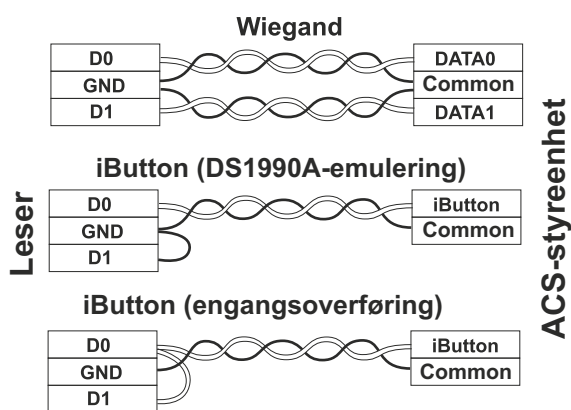 Wiegand
D0
GND
D1
DATA0
Common
DATA1
iButton (DS1990A-emulering)
D0
GND
D1
iButton
Common
iButton (engangsoverføring)
D0
GND
D1
iButton
Common
Leser
ACS-styreenhet